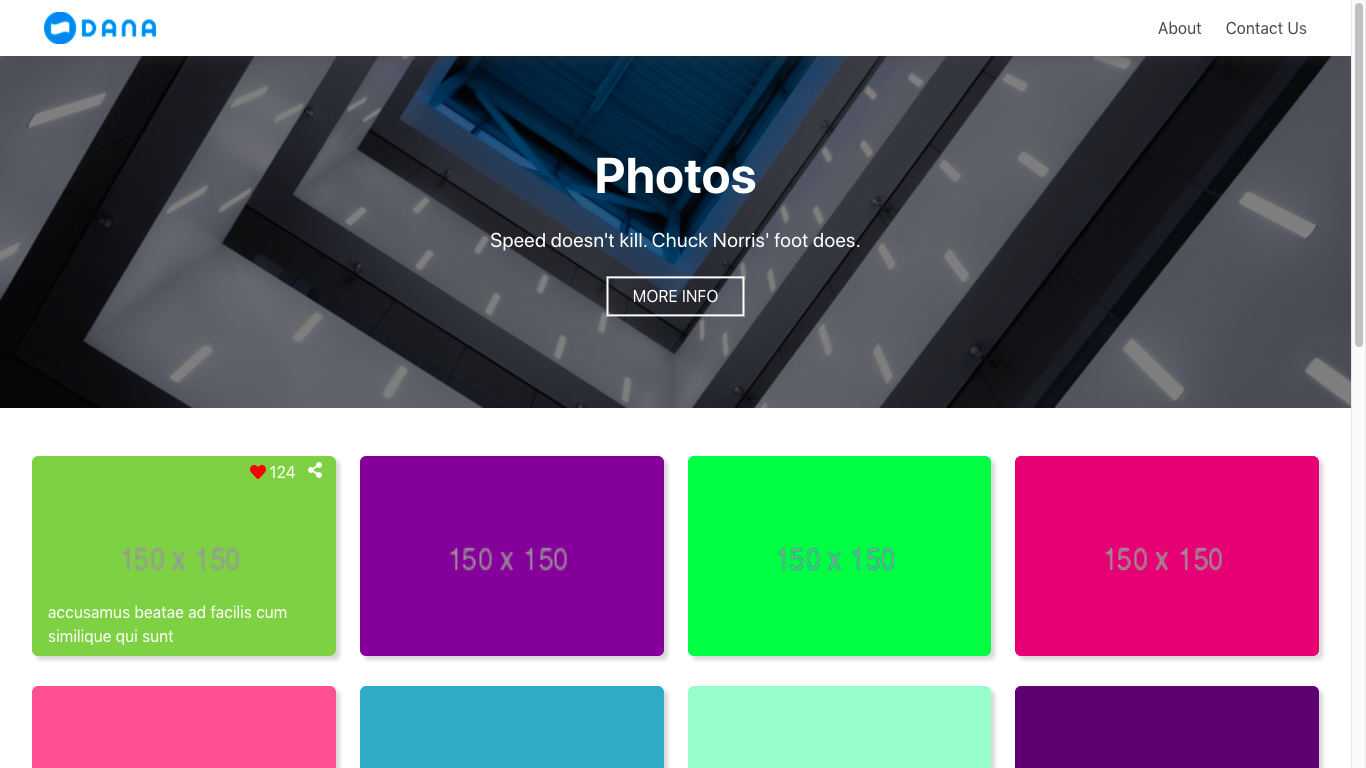 DANA
About Contact Us
Photos
Speed doesn't kill. Chuck Norris' foot does.
MORE INFO
124
150 x 150
accusamus beatae ad facilis cum
similique qui sunt
150 x 150
150 x 150
150 x 150